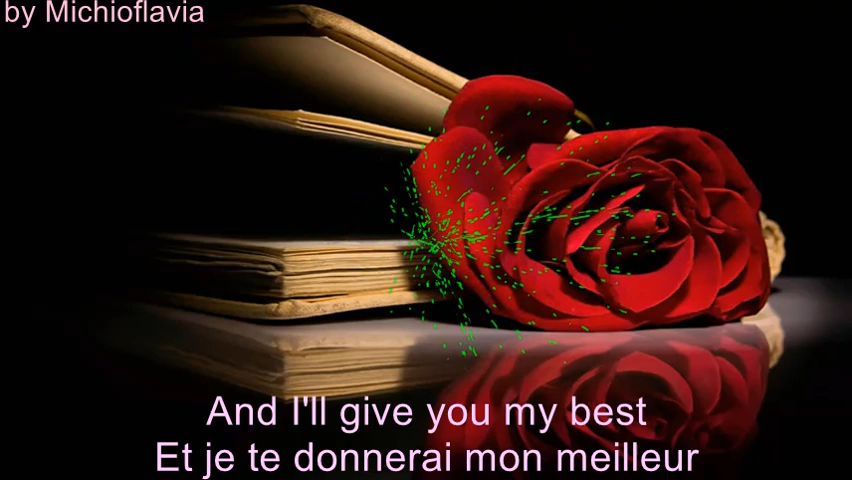 by Michioflavia
And I'll give you my best
Et je te donnerai mon meilleur